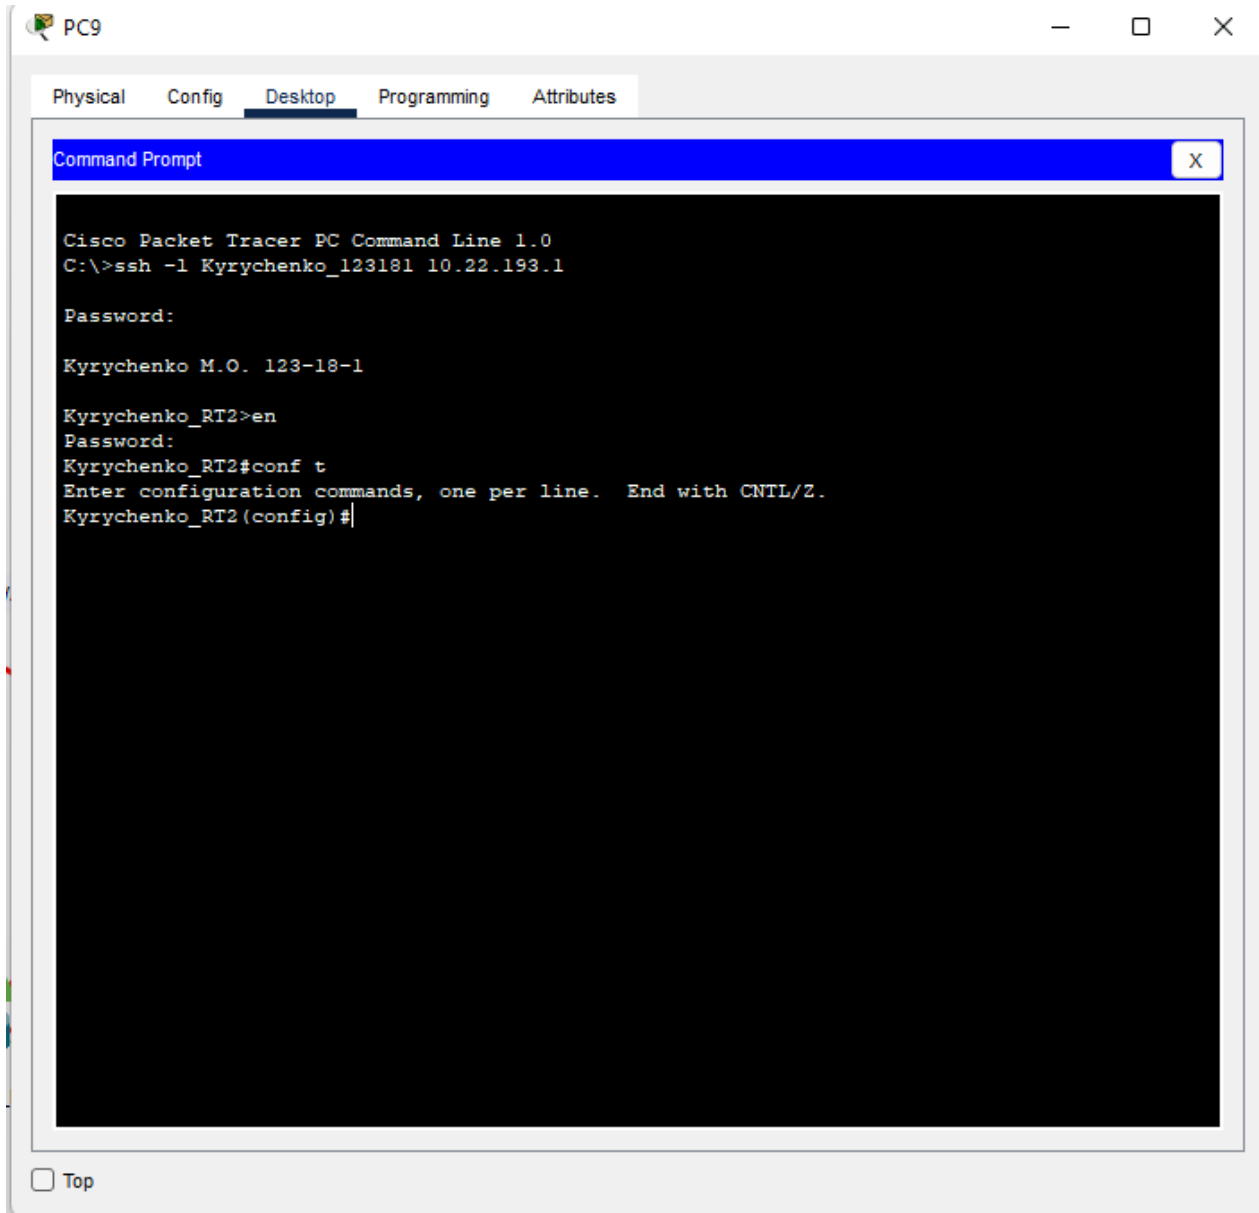 PC9
Physical Config Desktop Programming Attributes
Command Prompt X
Cisco Packet Tracer PC Command Line 1.0
C:\>ssh -l Kyrychenko_123181 10.22.193.1
Password:
Kyrychenko M.O. 123-18-1
Kyrychenko_RT2>en
Password:
Kyrychenko_RT2#conf t
Enter configuration commands, one per line.  End with CNTL/Z.
Kyrychenko_RT2(config)#
Top